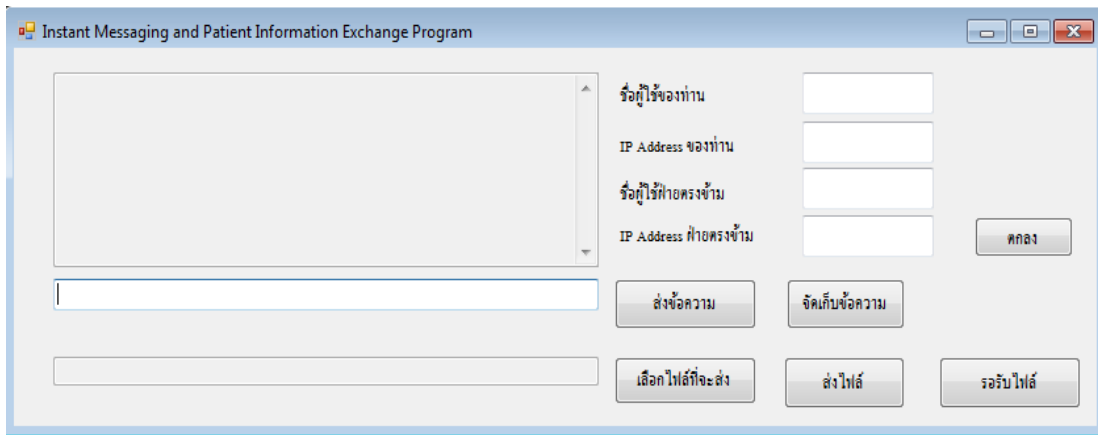 Instant Messaging and Patient Information Exchange Program
ชื่อผู้ใช้ของท่าน
IP Address ของท่าน
ชื่อผู้ใช้ฝ่ายตรงข้าม
IP Address ฝ่ายตรงข้าม
ตกลง
ส่งข้อความ
จัดเก็บข้อความ
เลือกไฟล์ที่จะส่ง
ส่งไฟล์
รอรับไฟล์